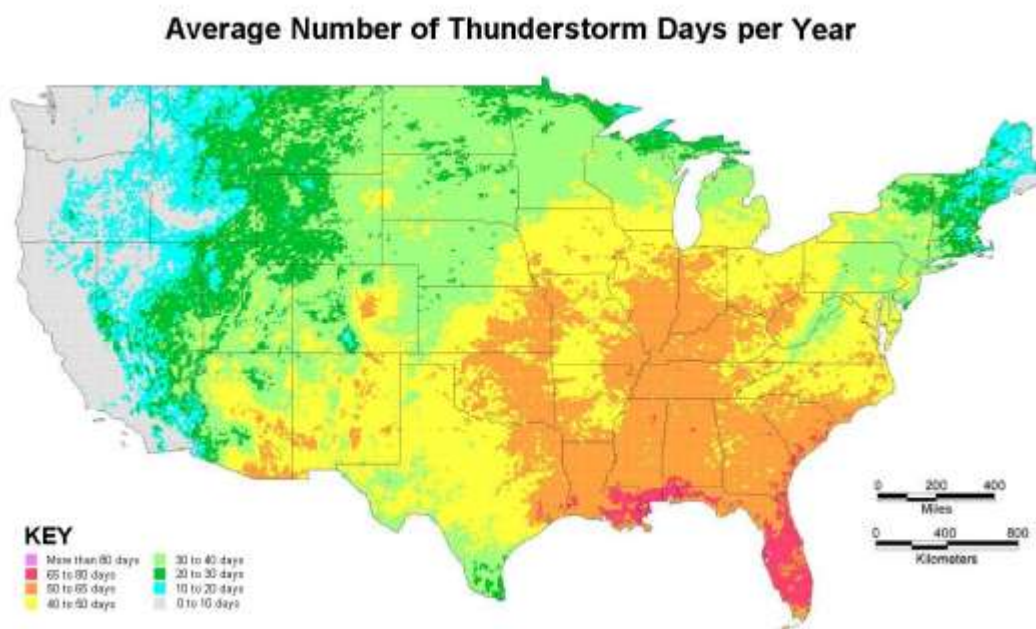 Average Number of Thunderstorm Days per Year
0 200 400
Miles
0 400 800
Kilometers
KEY
More than 80 days
65 to 80 days
50 to 65 days
40 to 50 days
30 to 40 days
20 to 30 days
10 to 20 days
0 to 10 days